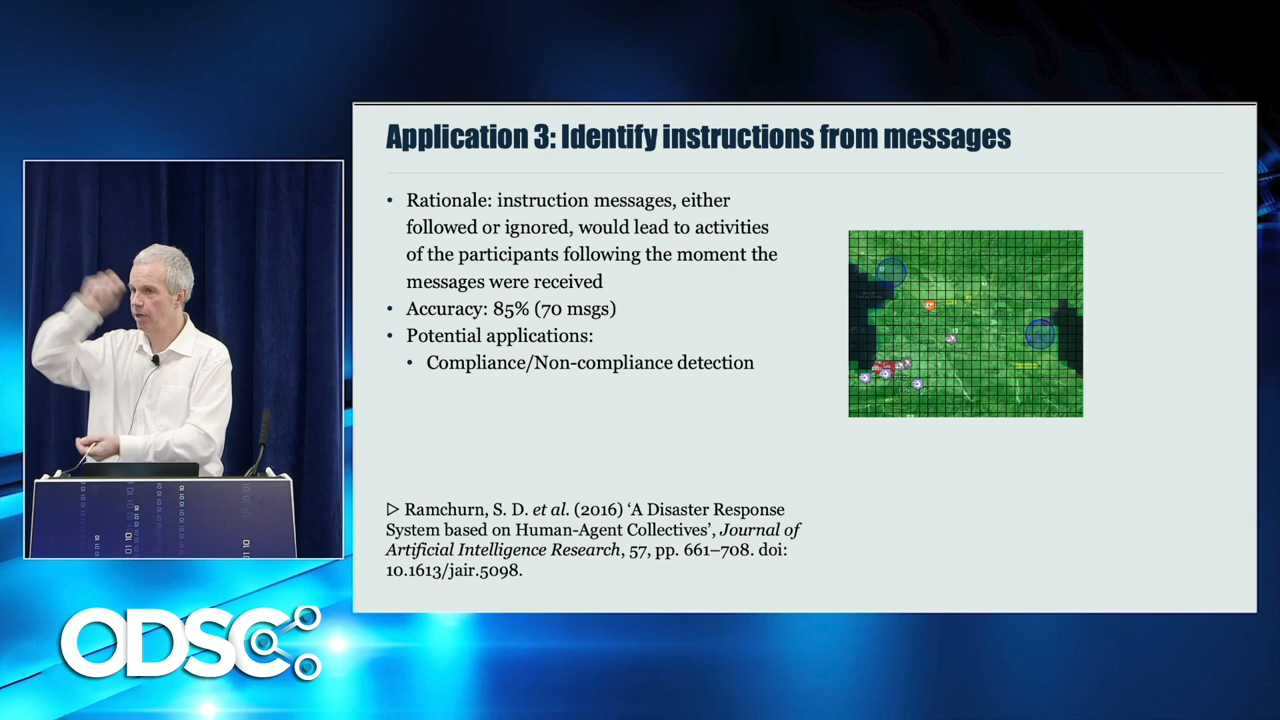 Application 3: Identify instructions from messages
• Rationale: instruction messages, either
followed or ignored, would lead to activities
of the participants following the moment the
messages were received
• Accuracy: 85% (70 msgs)
• Potential applications:
• Compliance/Non-compliance detection
▷ Ramchurn, S. D. et al. (2016) ‘A Disaster Response
System based on Human-Agent Collectives’, Journal of
Artificial Intelligence Research, 57, pp. 661–708. doi:
10.1613/jair.5098.
ODSC